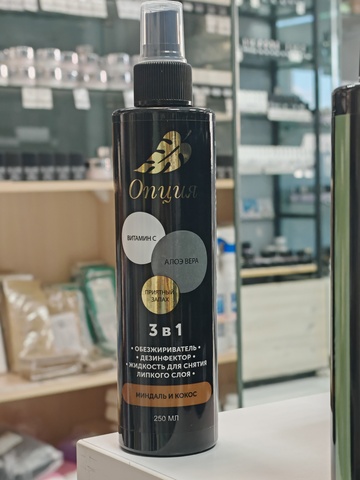 Опция
ВИТАМИН С
АЛОЭ ВЕРА
ПРИЯТНЫЙ
ЗАПАХ
3 в 1
• ОБЕЗЖИРИВАТЕЛЬ •
• ДЕЗИНФЕКТОР •
• ЖИДКОСТЬ ДЛЯ СНЯТИЯ
ЛИПКОГО СЛОЯ •
МИНДАЛЬ И КОКОС
250 МЛ